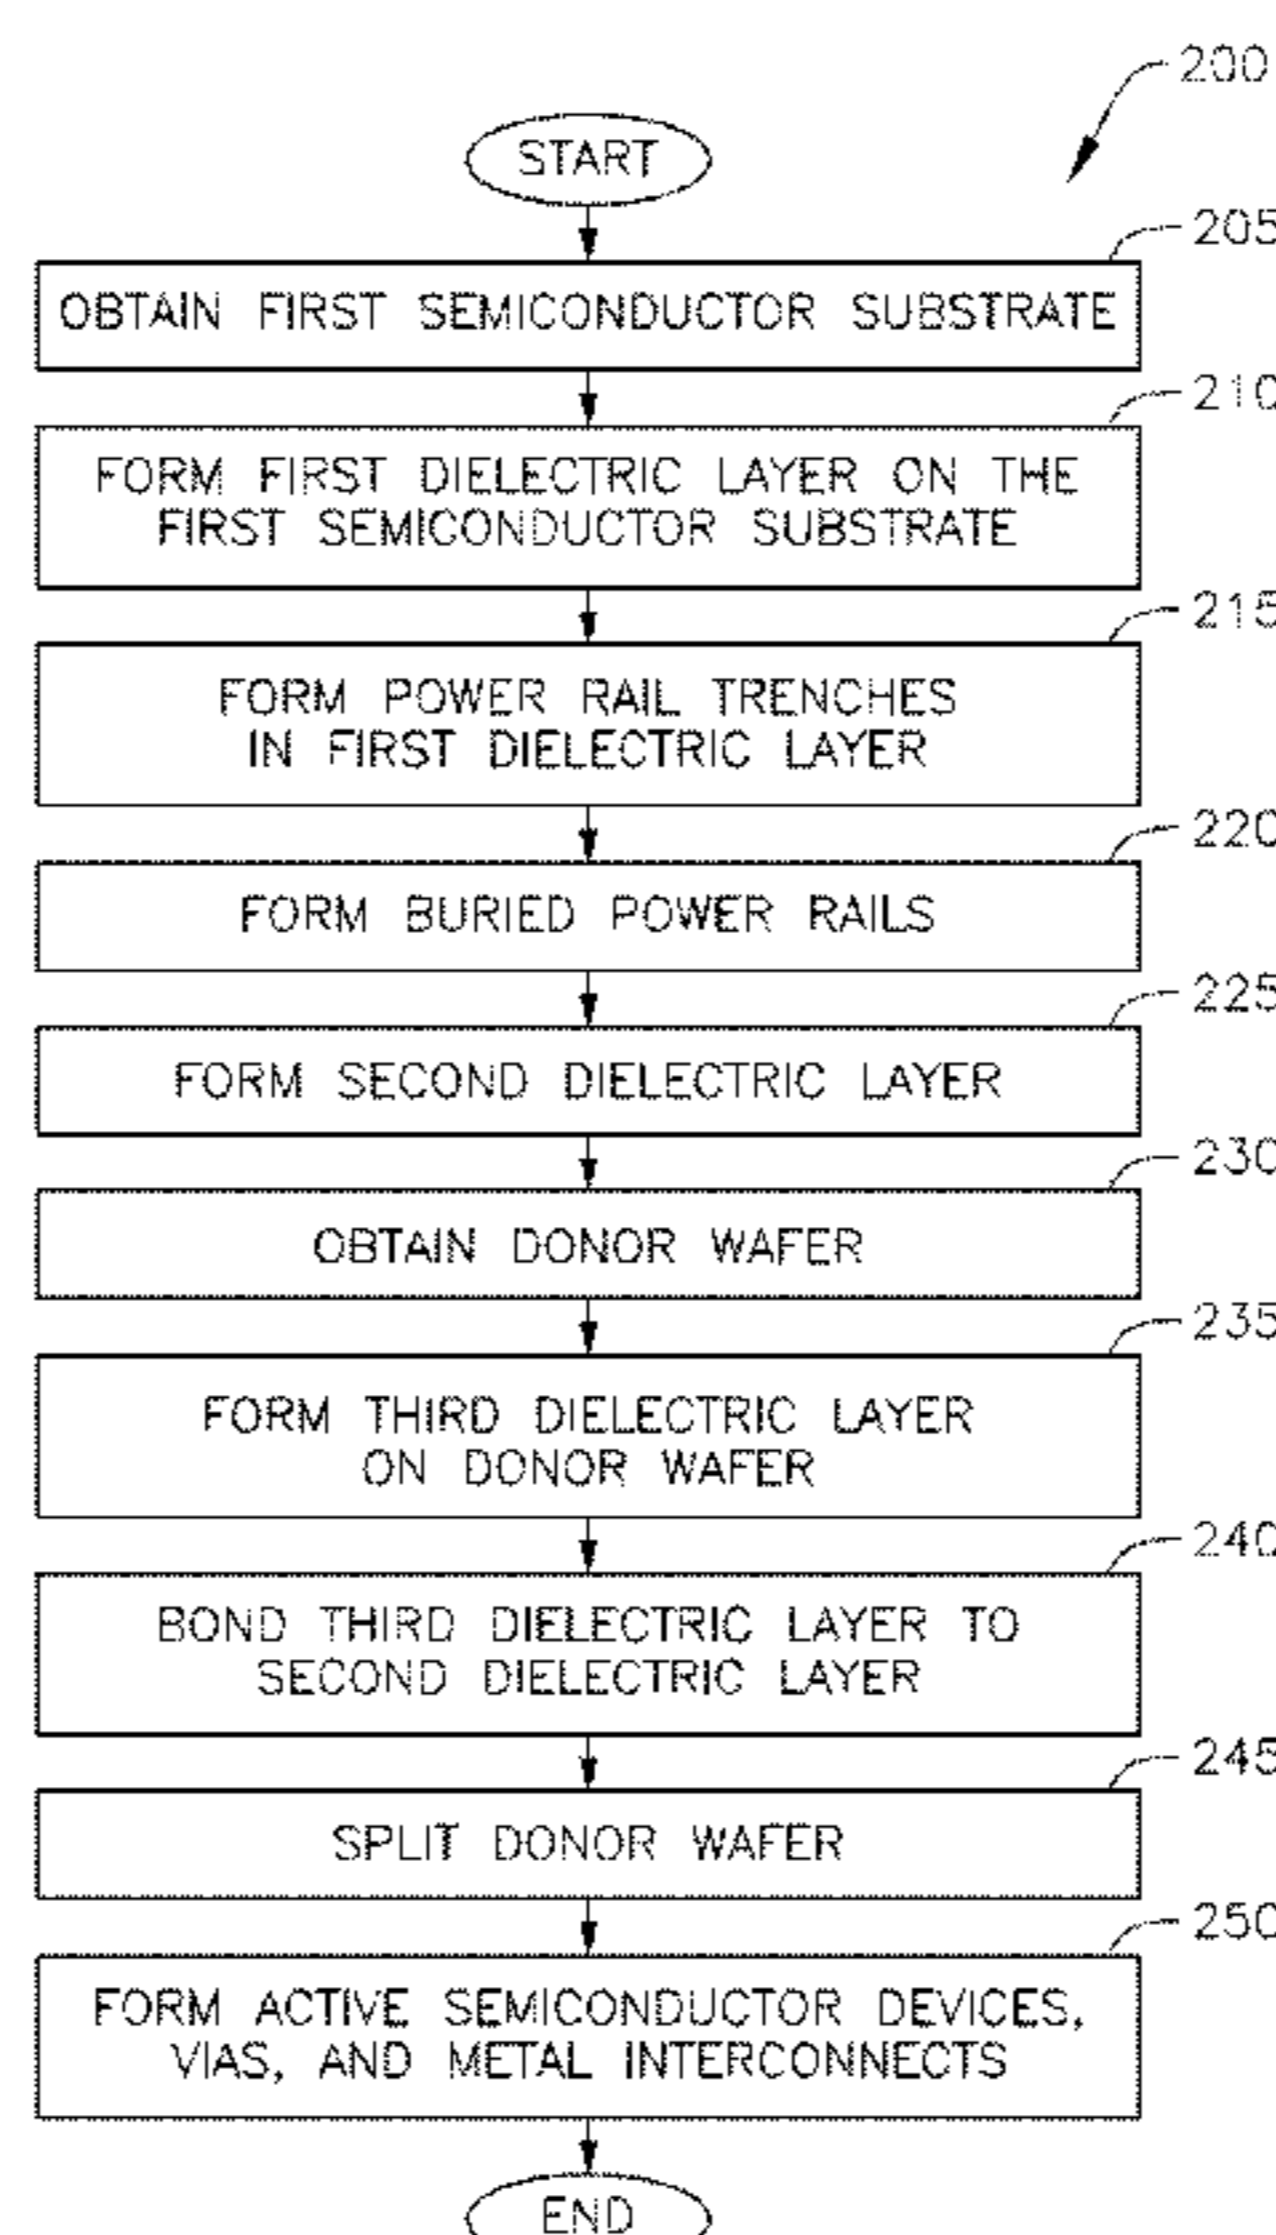 200
START
205
OBTAIN FIRST SEMICONDUCTOR SUBSTRATE
210
FORM FIRST DIELECTRIC LAYER ON THE
FIRST SEMICONDUCTOR SUBSTRATE
215
FORM POWER RAIL TRENCHES
IN FIRST DIELECTRIC LAYER
220
FORM BURIED POWER RAILS
225
FORM SECOND DIELECTRIC LAYER
230
OBTAIN DONOR WAFER
235
FORM THIRD DIELECTRIC LAYER
ON DONOR WAFER
240
BOND THIRD DIELECTRIC LAYER TO
SECOND DIELECTRIC LAYER
245
SPLIT DONOR WAFER
250
FORM ACTIVE SEMICONDUCTOR DEVICES,
VIAS, AND METAL INTERCONNECTS
END